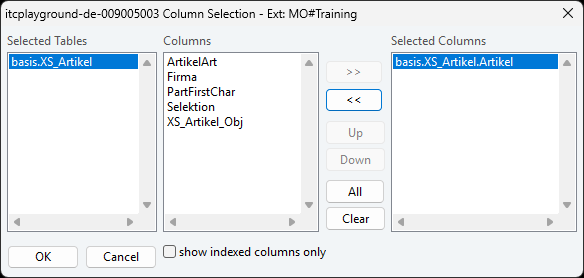 itcplayground-de-009005003 Column Selection - Ext: MO#Training
Selected Tables
Columns
Selected Columns
basis.XS_Artikel
ArtikelArt
Firma
PartFirstChar
Selektion
XS_Artikel_Obj
>>
<<
Up
Down
All
Clear
basis.XS_Artikel.Artikel
OK
Cancel
show indexed columns only